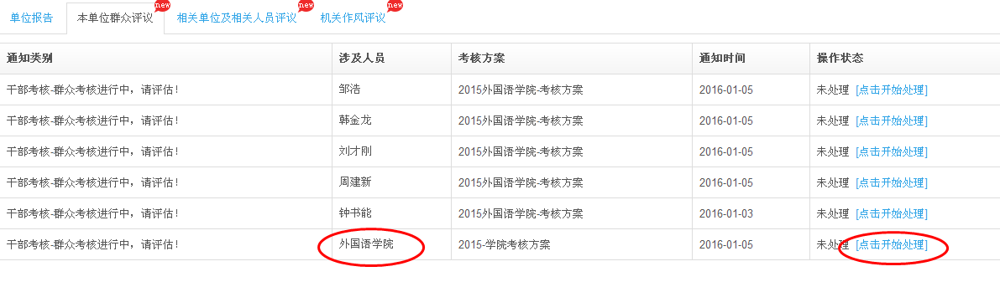 单位报告 本单位群众评议 new 相关单位及相关人员评议 new 机关作风评议 new
通知类别 涉及人员 考核方案 通知时间 操作状态
干部考核-群众考核进行中，请评估！ 邹浩 2015外国语学院-考核方案 2016-01-05 未处理 [点击开始处理]
干部考核-群众考核进行中，请评估！ 韩金龙 2015外国语学院-考核方案 2016-01-05 未处理 [点击开始处理]
干部考核-群众考核进行中，请评估！ 刘才刚 2015外国语学院-考核方案 2016-01-05 未处理 [点击开始处理]
干部考核-群众考核进行中，请评估！ 周建新 2015外国语学院-考核方案 2016-01-05 未处理 [点击开始处理]
干部考核-群众考核进行中，请评估！ 钟书能 2015外国语学院-考核方案 2016-01-03 未处理 [点击开始处理]
干部考核-群众考核进行中，请评估！ 外国语学院 2015-学院考核方案 2016-01-05 未处理 [点击开始处理]